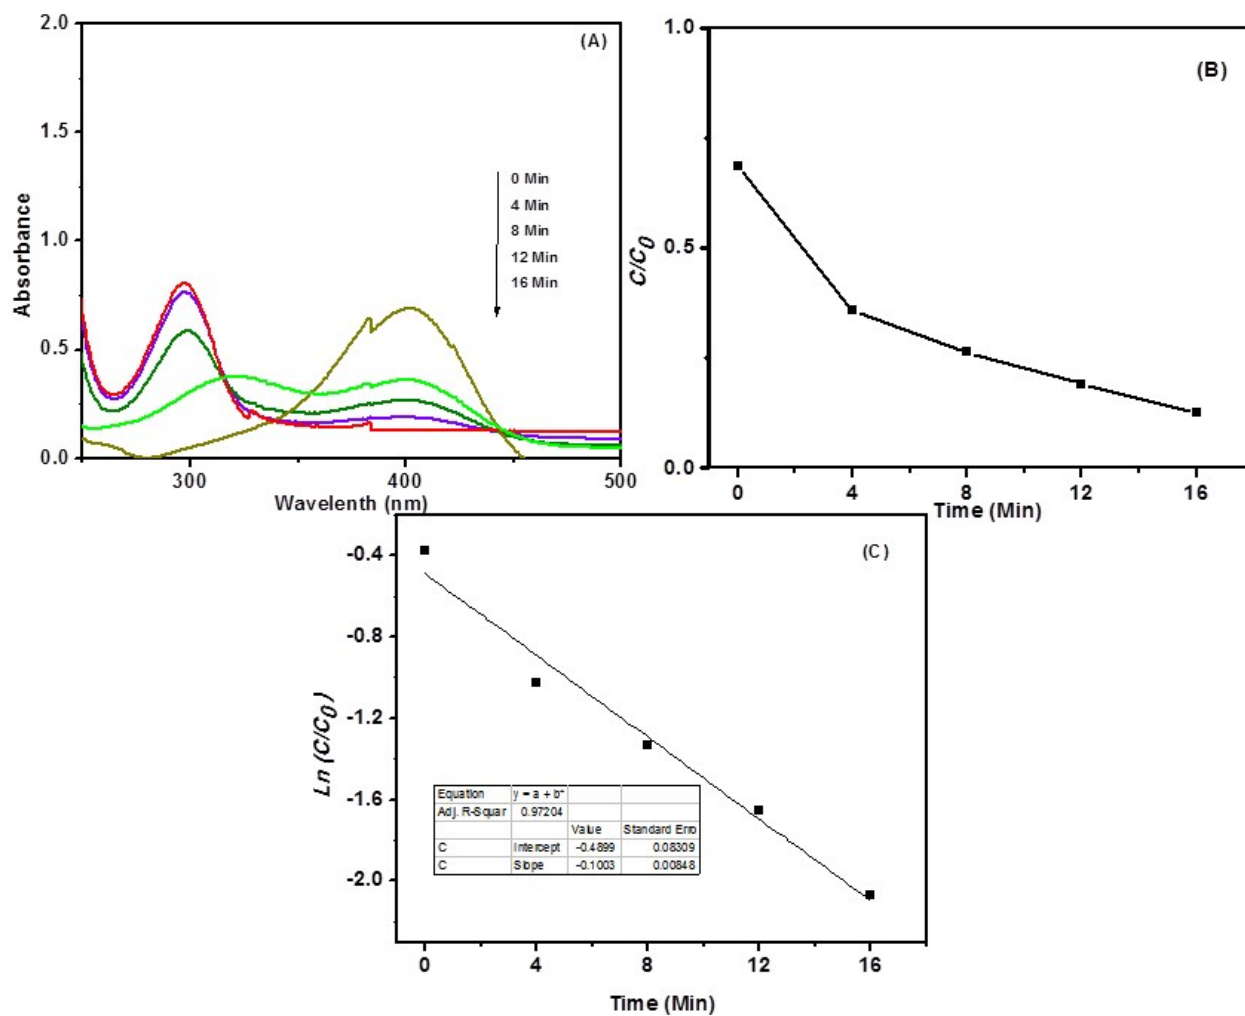 (A)
2.0
1.5
1.0
0.5
0.0
Absorbance
0 Min
4 Min
8 Min
12 Min
16 Min
300
400
500
Wavelenth (nm)
(B)
1.0
0.5
0.0
C/C0
0
4
8
12
16
Time (Min)
(C)
-0.4
-0.8
-1.2
-1.6
-2.0
Ln (C/C0)
Equation y = a + b*
Adj. R-Squar 0.97204
Value Standard Erro
C Intercept -0.4899 0.08309
C Slope -0.1003 0.00848
0
4
8
12
16
Time (Min)